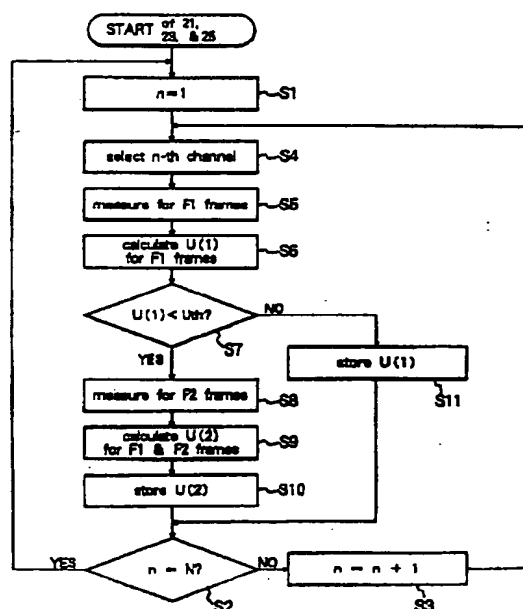 START of 21,
23, & 25
n=1
S1
select n-th channel
S4
measure for F1 frames
S5
calculate U(1)
for F1 frames
S6
U(1)< Uth?
NO
S7
YES
store U(1)
S11
measure for F2 frames
S8
calculate U(2)
for F1 & F2 frames
S9
store U(2)
S10
YES
n = N?
NO
S2
n = n + 1
S3